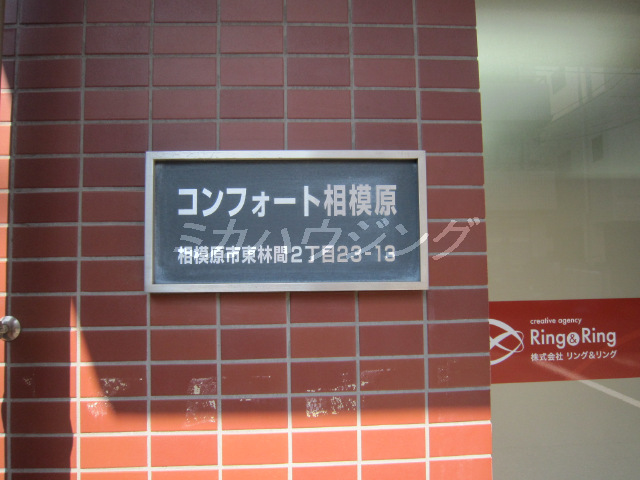 コンフォート相模原
相模原市東林間2丁目23-13
ミカハウジング
creative agency
Ring&Ring
株式会社 リング&リング